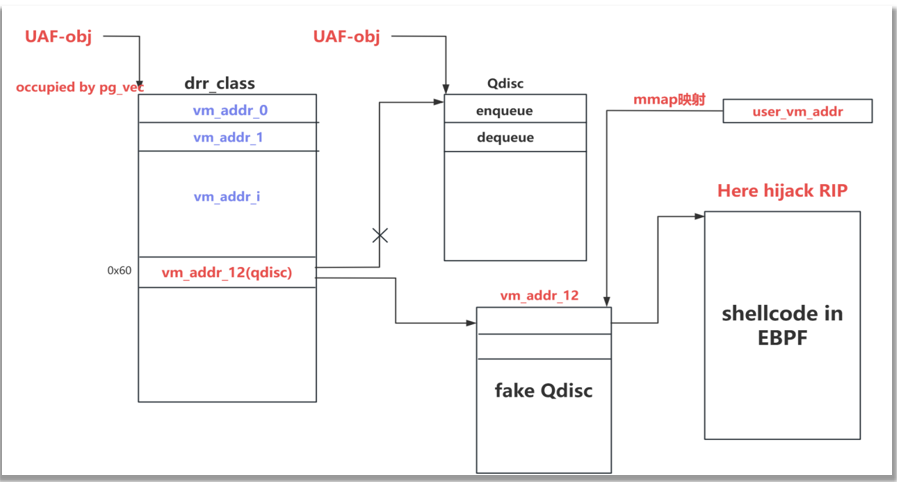 UAF-obj
UAF-obj
occupied by pg_vec
drr_class
Qdisc
vm_addr_0
enqueue
mmap映射
user_vm_addr
vm_addr_1
dequeue
vm_addr_i
Here hijack RIP
0x60
vm_addr_12(qdisc)
vm_addr_12
shellcode in
EBPF
fake Qdisc